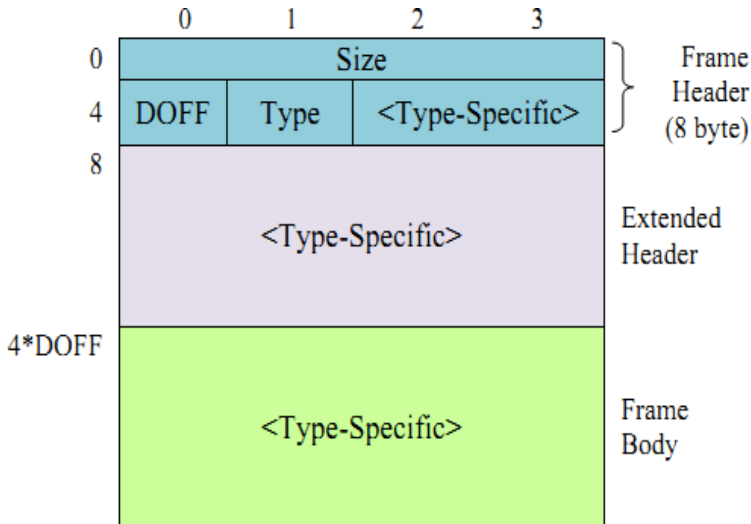 0 1 2 3
0 Size Frame
Header
4 DOFF Type <Type-Specific> (8 byte)
8
<Type-Specific> Extended
Header
4*DOFF
<Type-Specific> Frame
Body